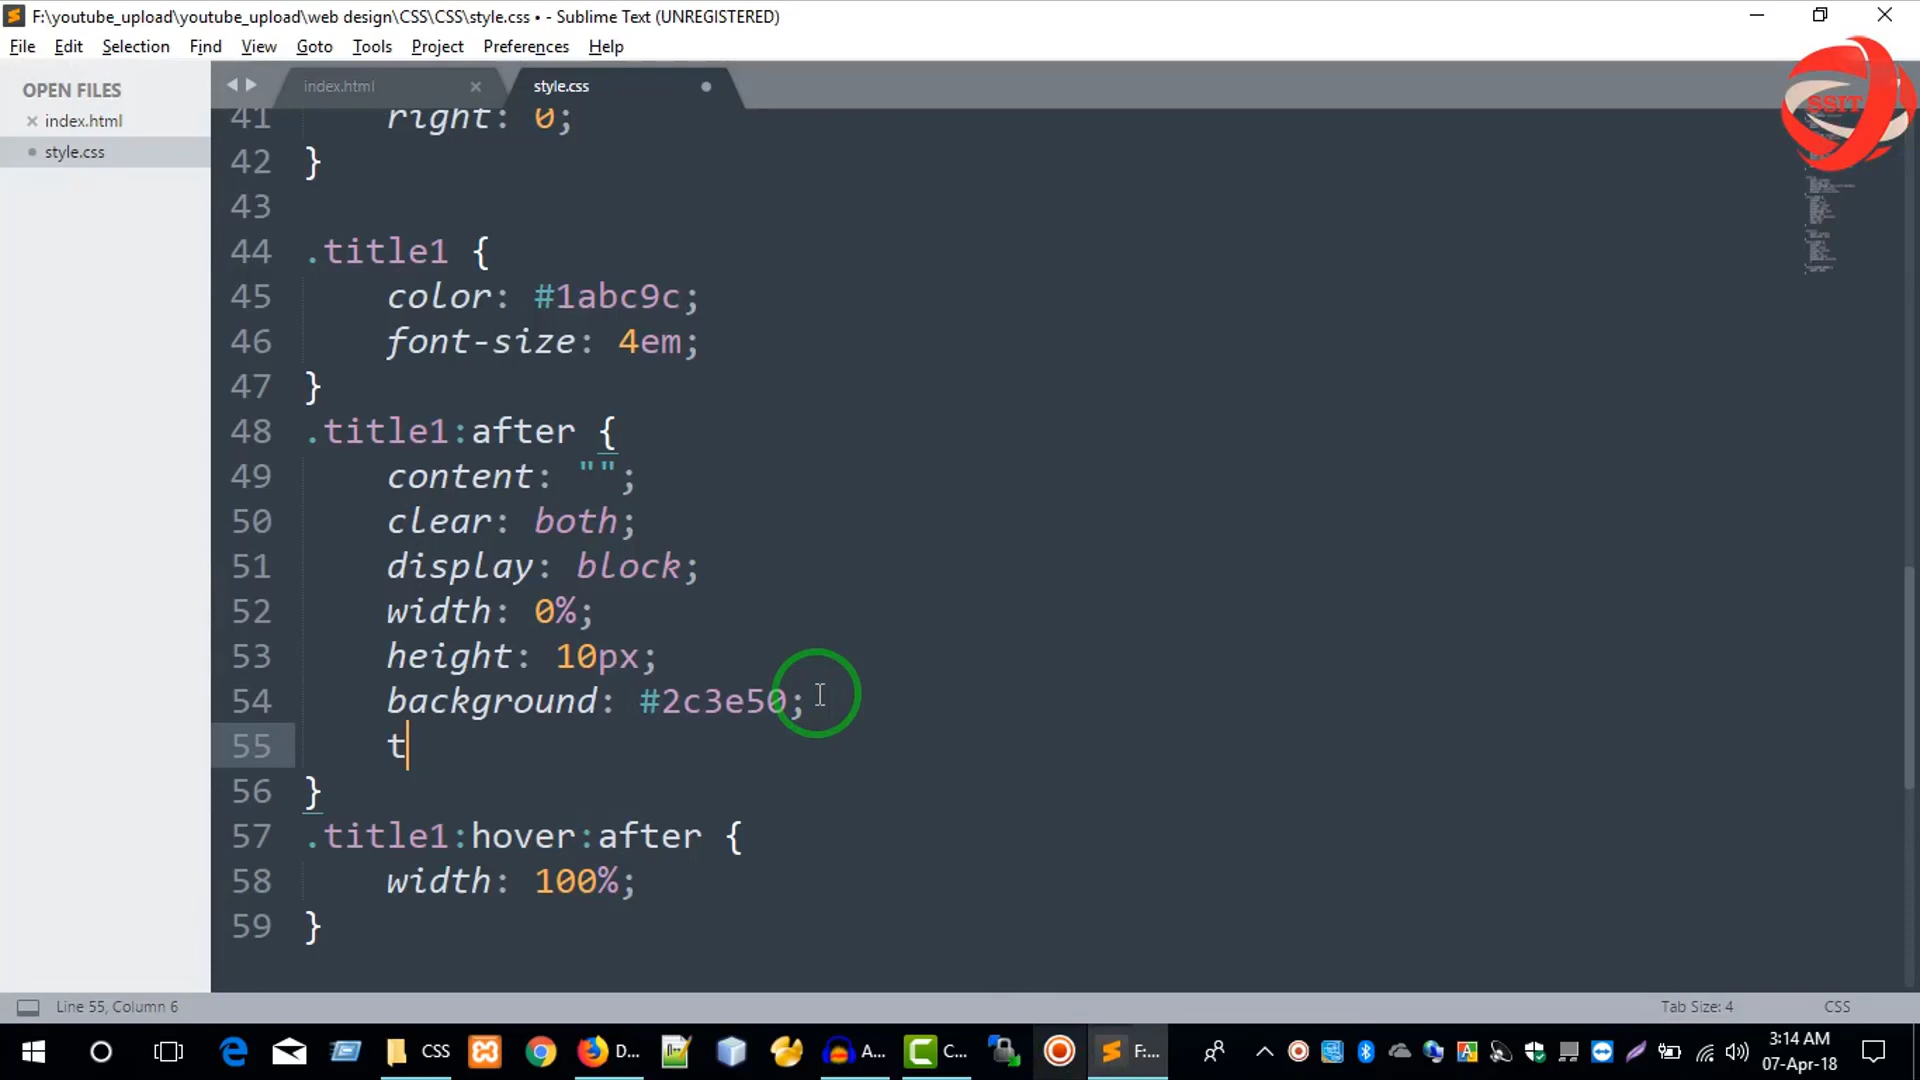 F:\youtube_upload\youtube_upload\web design\CSS\CSS\style.css • - Sublime Text (UNREGISTERED)
File Edit Selection Find View Goto Tools Project Preferences Help
OPEN FILES
index.html
style.css
index.html
style.css
SSIT
41 right: 0;
42 }
43
44 .title1 {
45 color: #1abc9c;
46 font-size: 4em;
47 }
48 .title1:after {
49 content: "";
50 clear: both;
51 display: block;
52 width: 0%;
53 height: 10px;
54 background: #2c3e50;
55 t
56 }
57 .title1:hover:after {
58 width: 100%;
59 }
Line 55, Column 6
Tab Size: 4
CSS
CSS
D...
A...
C...
F:...
3:14 AM
07-Apr-18